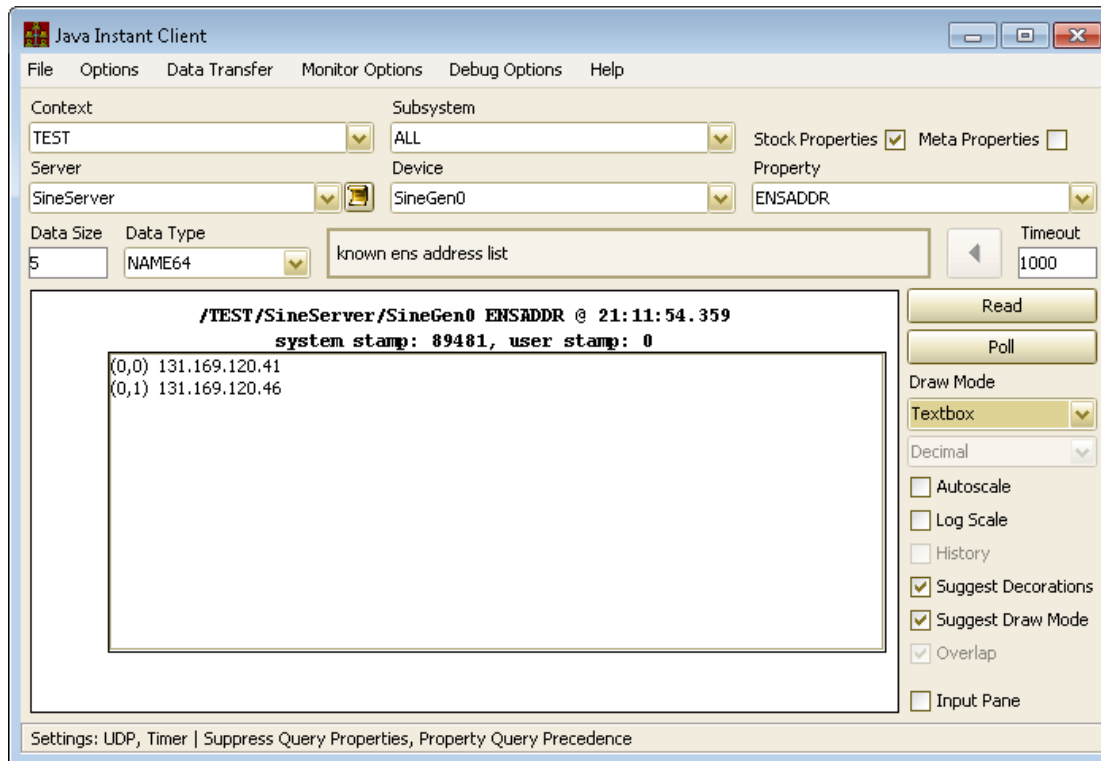 Java Instant Client
File Options Data Transfer Monitor Options Debug Options Help
Context Subsystem
TEST ALL Stock Properties Meta Properties
Server Device Property
SineServer SineGen0 ENSADDR
Data Size Data Type Timeout
5 NAME64 known ens address list 1000
/TEST/SineServer/SineGen0 ENSADDR @ 21:11:54.359
system stamp: 89481, user stamp: 0
(0,0) 131.169.120.41
(0,1) 131.169.120.46
Read
Poll
Draw Mode
Textbox
Decimal
Autoscale
Log Scale
History
Suggest Decorations
Suggest Draw Mode
Overlap
Input Pane
Settings: UDP, Timer | Suppress Query Properties, Property Query Precedence